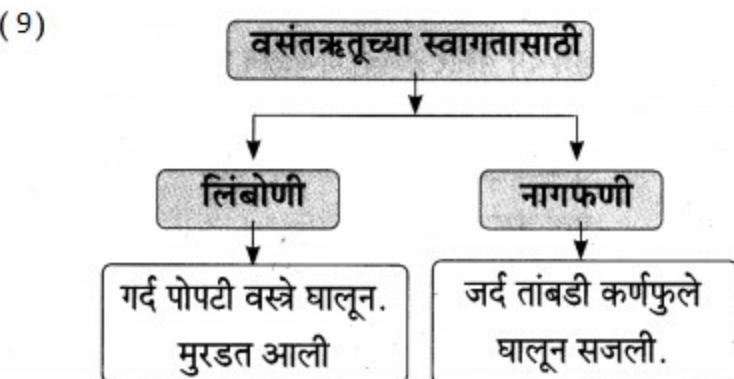 (9)
वसंतऋतूच्या स्वागतासाठी
लिंबोणी
नागफणी
गर्द पोपटी वस्त्रे घालून.
मुरडत आली
जर्द तांबडी कर्णफुले
घालून सजली.